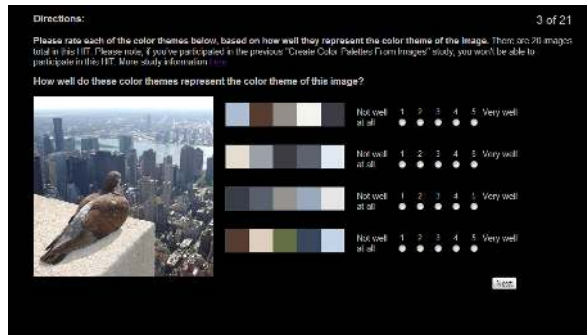 Directions:
3 of 21
Please rate each of the color themes below, based on how well they represent the color theme of the image. There are 20 images
total in this HIT. Please note, if you've participated in the previous "Create Color Palettes From Images" study, you won't be able to
participate in this HIT. More study information here
How well do these color themes represent the color theme of this image?
Not well at all 1 2 3 4 5 Very well
Not well at all 1 2 3 4 5 Very well
Not well at all 1 2 3 4 5 Very well
Not well at all 1 2 3 4 5 Very well
Next